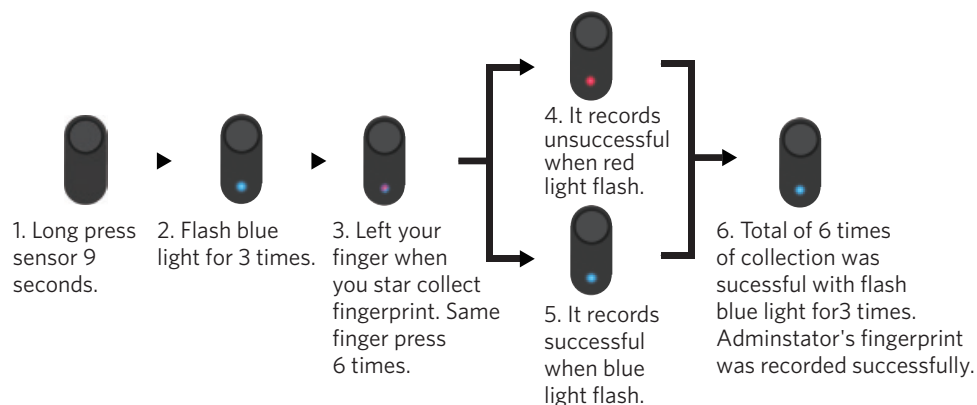 1. Long press
sensor 9
seconds.
2. Flash blue
light for 3 times.
3. Left your
finger when
you star collect
fingerprint. Same
finger press
6 times.
4. It records
unsuccessful
when red
light flash.
5. It records
successful
when blue
light flash.
6. Total of 6 times
of collection was
sucessful with flash
blue light for3 times.
Adminstator's fingerprint
was recorded successfully.